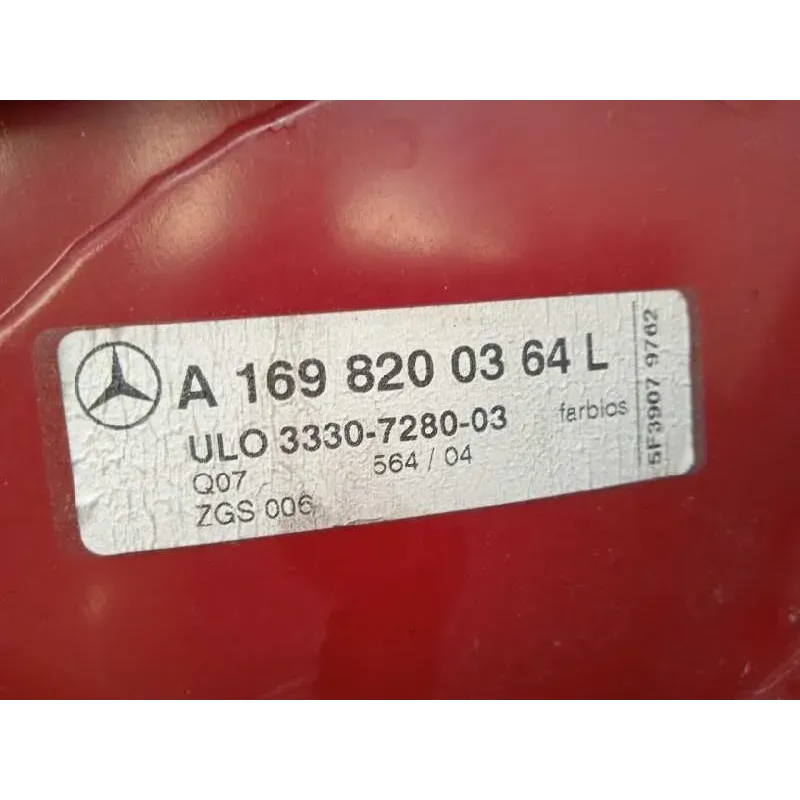 A 169 820 03 64 L
ULO 3330-7280-03 farblos
Q07 564 / 04
ZGS 006
5F3907 9762